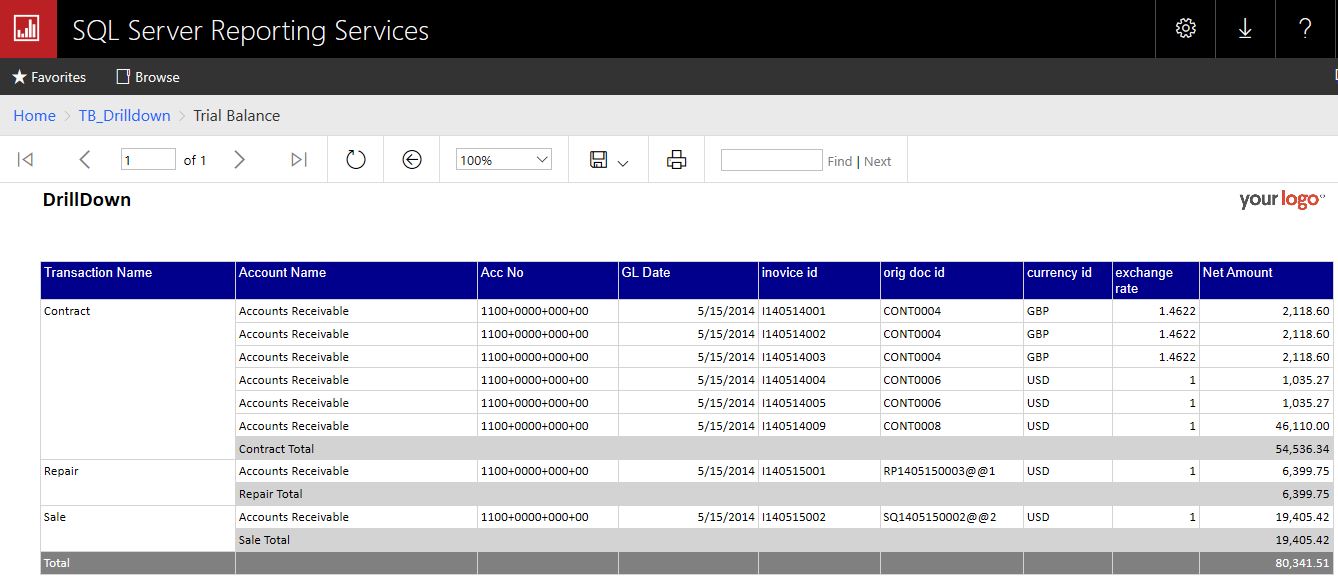 SQL Server Reporting Services
?
Favorites Browse
Home > TB_Drilldown > Trial Balance
1 of 1 100% Find | Next
DrillDown your logo
Transaction Name Account Name Acc No GL Date inovice id orig doc id currency id exchange rate Net Amount
Contract Accounts Receivable 1100+0000+000+00 5/15/2014 I140514001 CONT0004 GBP 1.4622 2,118.60
Accounts Receivable 1100+0000+000+00 5/15/2014 I140514002 CONT0004 GBP 1.4622 2,118.60
Accounts Receivable 1100+0000+000+00 5/15/2014 I140514003 CONT0004 GBP 1.4622 2,118.60
Accounts Receivable 1100+0000+000+00 5/15/2014 I140514004 CONT0006 USD 1 1,035.27
Accounts Receivable 1100+0000+000+00 5/15/2014 I140514005 CONT0006 USD 1 1,035.27
Accounts Receivable 1100+0000+000+00 5/15/2014 I140514009 CONT0008 USD 1 46,110.00
Contract Total 54,536.34
Repair Accounts Receivable 1100+0000+000+00 5/15/2014 I140515001 RP1405150003@@1 USD 1 6,399.75
Repair Total 6,399.75
Sale Accounts Receivable 1100+0000+000+00 5/15/2014 I140515002 SQ1405150002@@2 USD 1 19,405.42
Sale Total 19,405.42
Total 80,341.51